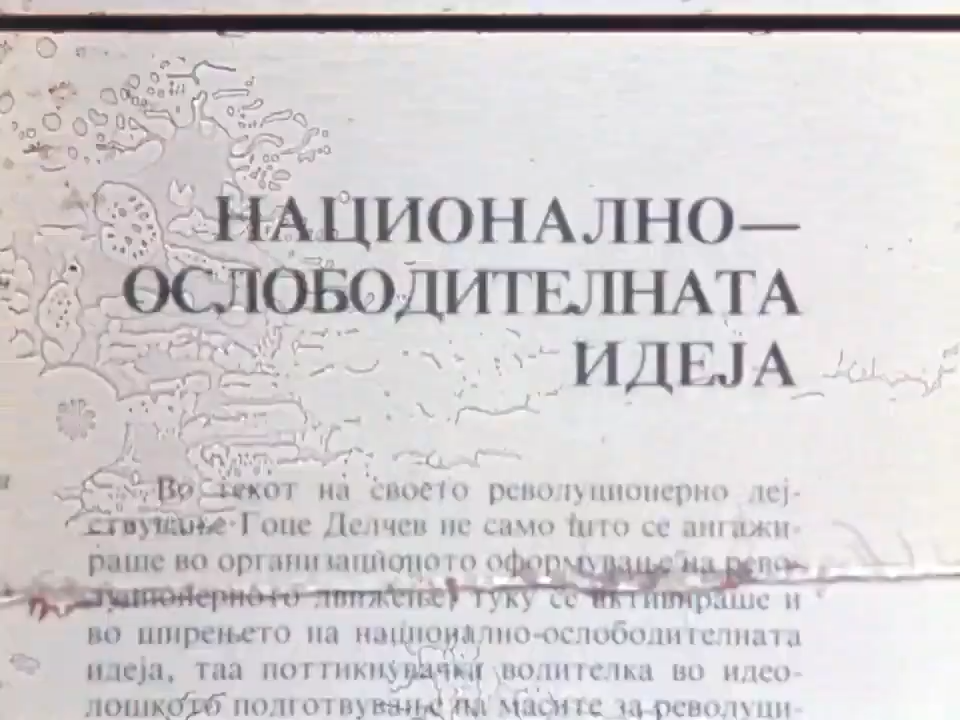 НАЦИОНАЛНО—
ОСЛОБОДИТЕЛНАТА
ИДЕЈА
Во текот на своето револуционерно деј-
ствување Гоце Делчев не само што се ангажи-
раше во организационото оформување на рево-
луционерното движење, туку се активираше и
во ширењето на национално-ослободителната
идеја, таа поттикнувачка водителка во идео-
лошкото подготвување на масите за револуци-